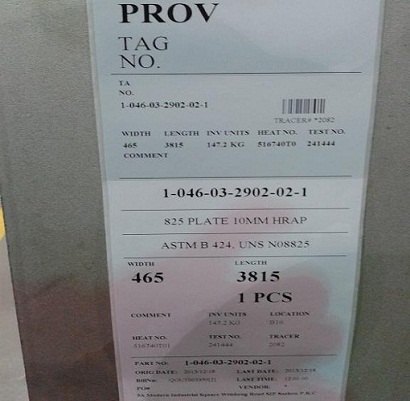 PROV
TAG
NO.
TA
NO.
1-046-03-2902-02-1
TRACER# *2082
WIDTH LENGTH INV UNITS HEAT NO. TEST NO.
465 3815 147.2 KG 516740T0 241444
COMMENT
1-046-03-2902-02-1
825 PLATE 10MM HRAP
ASTM B 424, UNS N08825
WIDTH LENGTH
465 3815
1 PCS
COMMENT INV UNITS LOCATION
147.2 KG
HEAT NO. TEST NO. TRACER
241444 2082
PART NO: 1-046-03-2902-02-1
ORIG DATE: LAST DATE:
LAST TIME:
VENDOR: